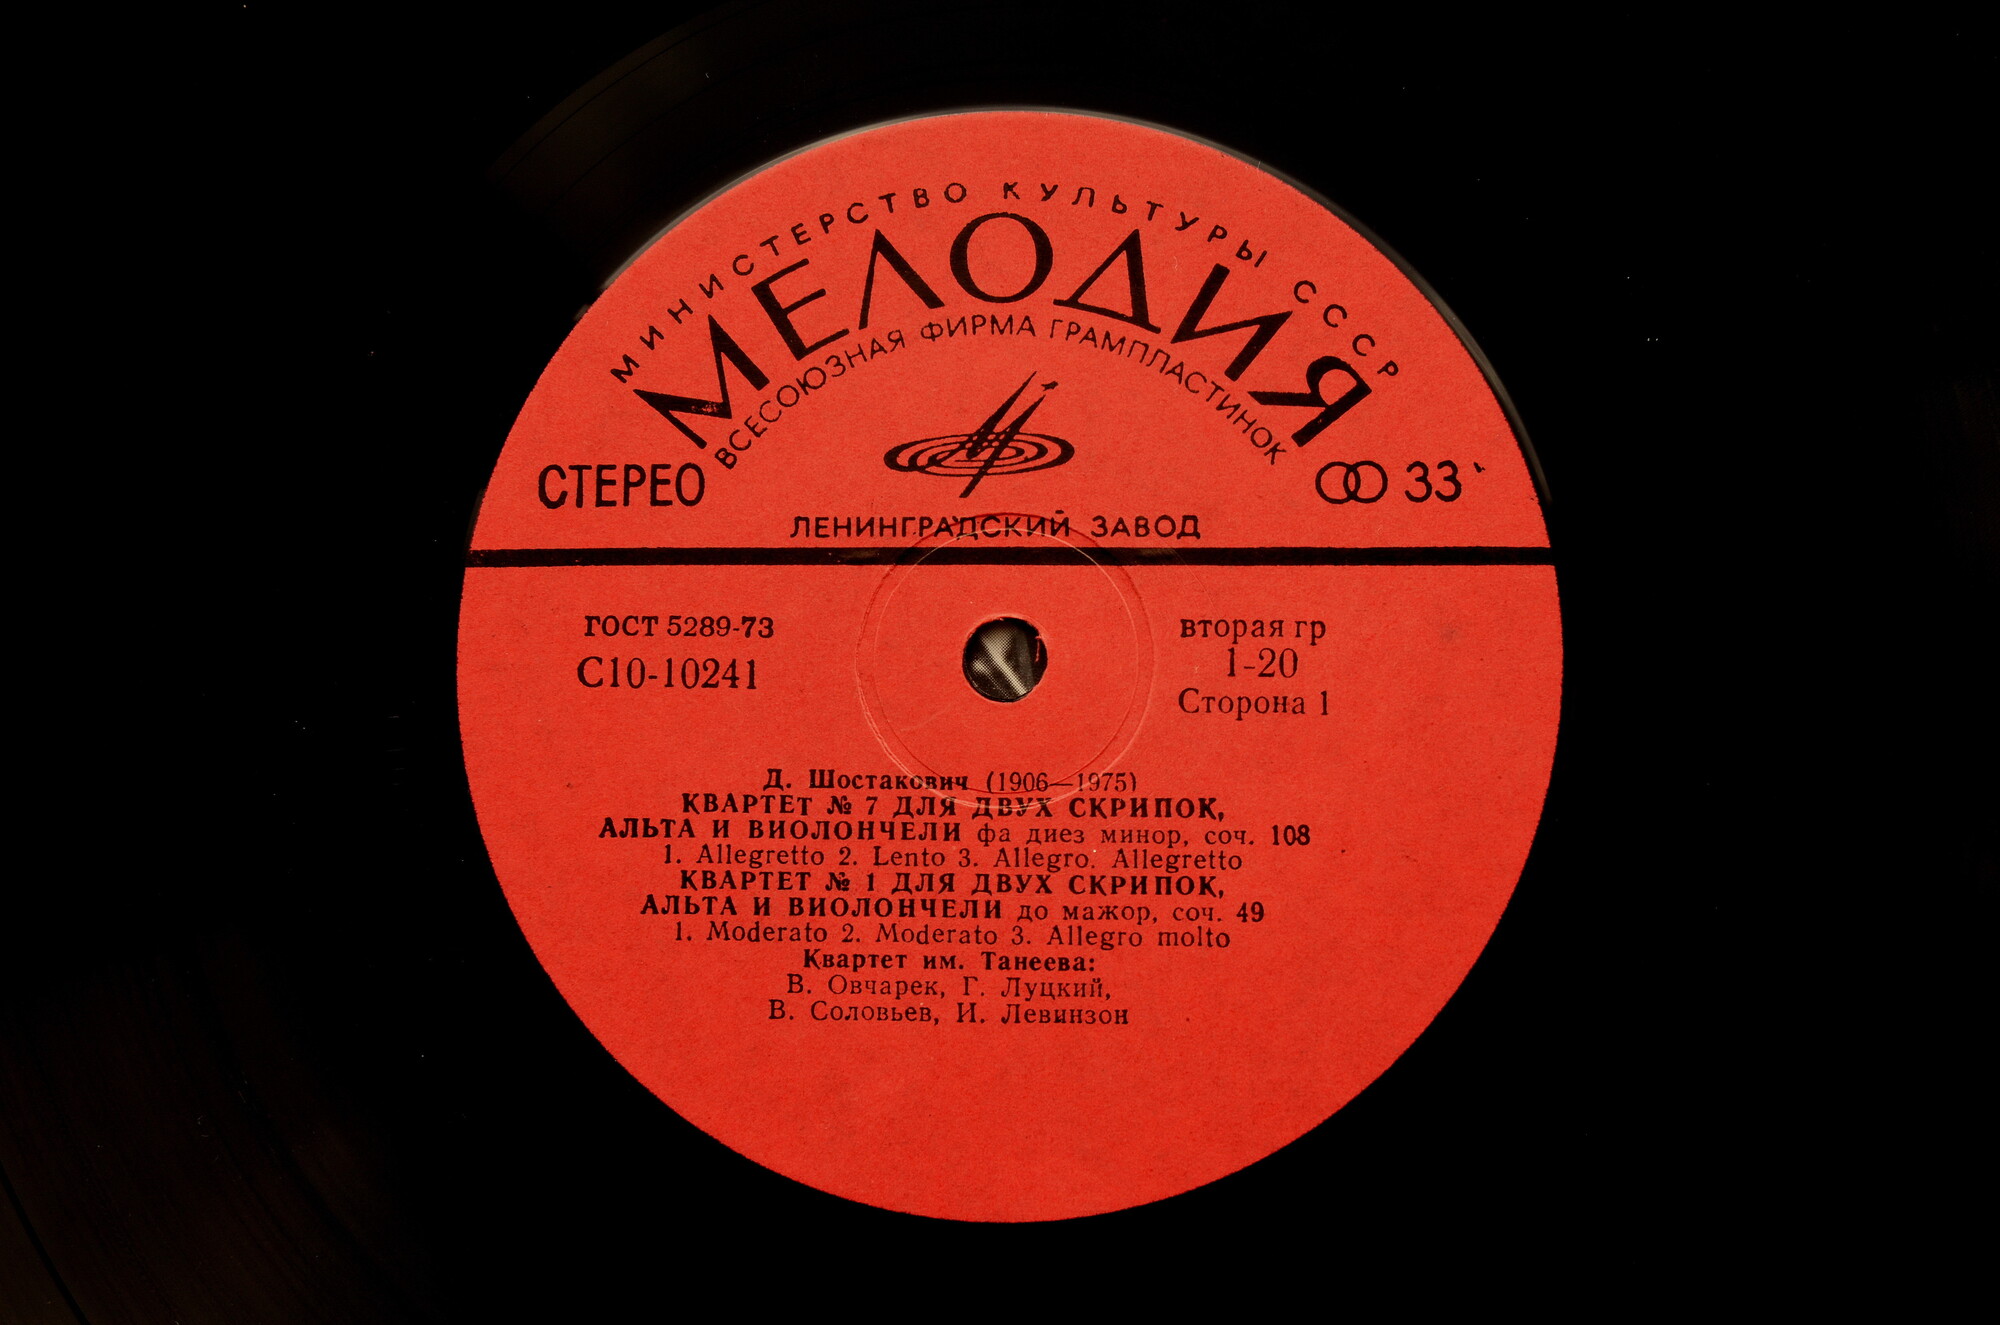 МИНИСТЕРСТВО КУЛЬТУРЫ СССР
МЕЛОДИЯ
ВСЕСОЮЗНАЯ ФИРМА ГРАМПЛАСТИНОК
СТЕРЕО
33
ЛЕНИНГРАДСКИЙ ЗАВОД
ГОСТ 5289-73
С10-10241
вторая гр
1-20
Сторона 1
Д. Шостакович (1906—1975)
КВАРТЕТ № 7 ДЛЯ ДВУХ СКРИПОК,
АЛЬТА И ВИОЛОНЧЕЛИ фа диез минор, соч. 108
1. Allegretto 2. Lento 3. Allegro. Allegretto
КВАРТЕТ № 1 ДЛЯ ДВУХ СКРИПОК,
АЛЬТА И ВИОЛОНЧЕЛИ до мажор, соч. 49
1. Moderato 2. Moderato 3. Allegro molto
Квартет им. Танеева:
В. Овчарек, Г. Луцкий,
В. Соловьев, И. Левинзон